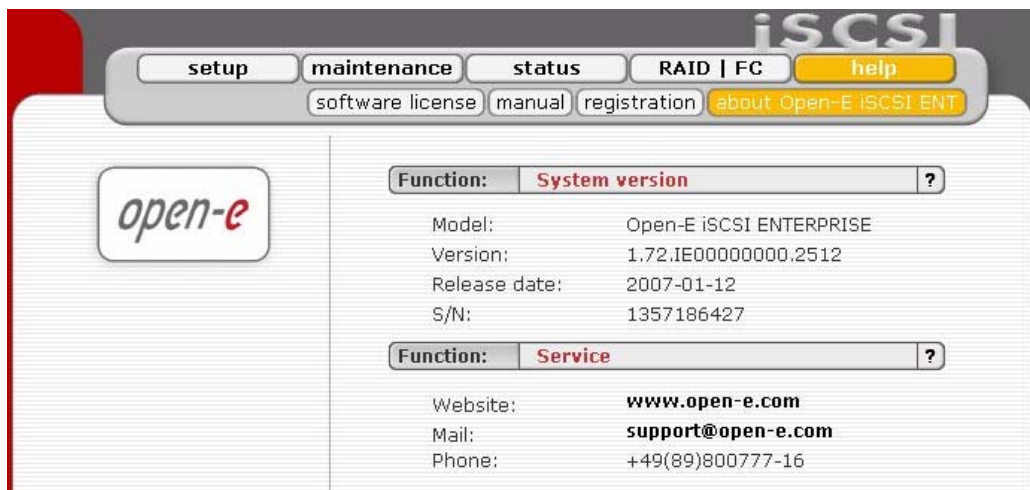 iSCSI
setup maintenance status RAID | FC help
software license manual registration about Open-E iSCSI ENT
open-e
Function: System version ?
Model: Open-E iSCSI ENTERPRISE
Version: 1.72.IE00000000.2512
Release date: 2007-01-12
S/N: 1357186427
Function: Service ?
Website: www.open-e.com
Mail: support@open-e.com
Phone: +49(89)800777-16